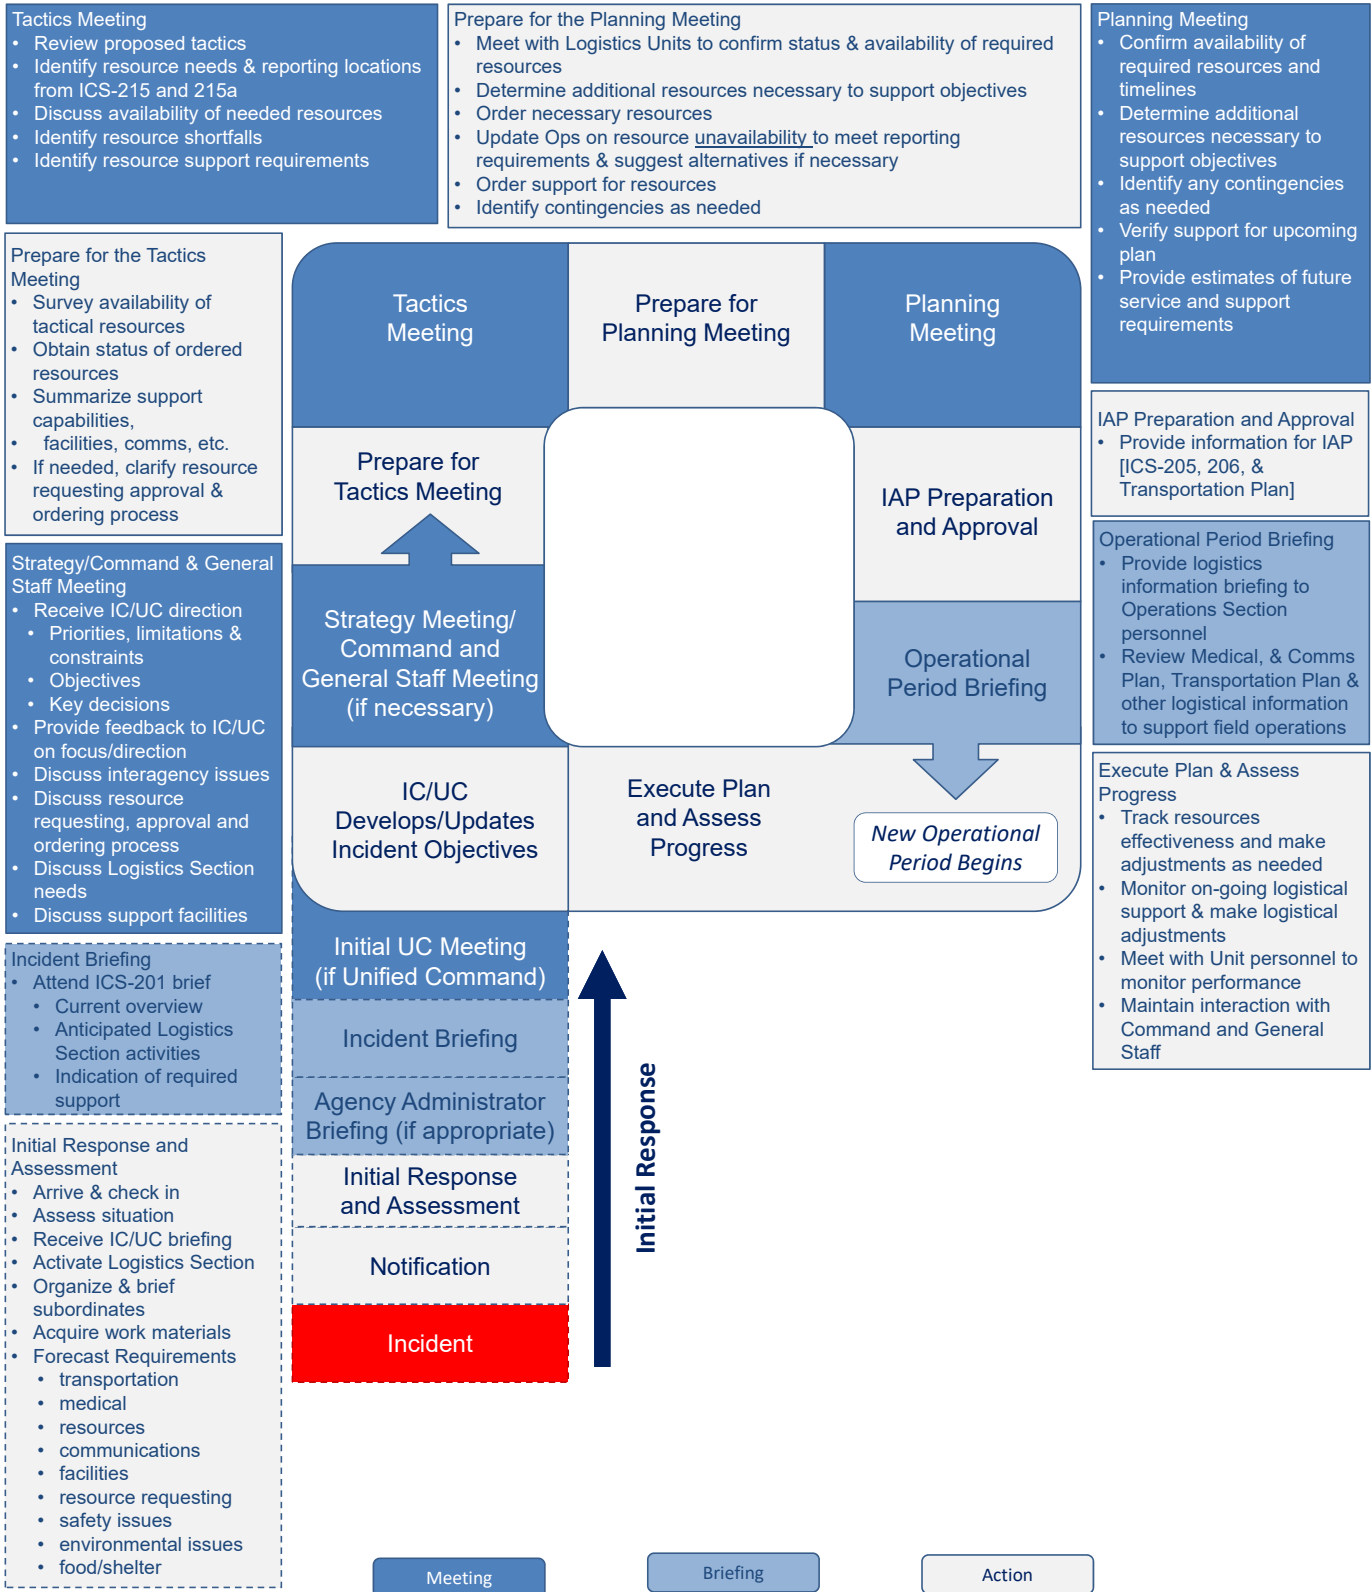 Tactics Meeting
• Review proposed tactics
• Identify resource needs & reporting locations
from ICS-215 and 215a
• Discuss availability of needed resources
• Identify resource shortfalls
• Identify resource support requirements
Prepare for the Planning Meeting
• Meet with Logistics Units to confirm status & availability of required
resources
• Determine additional resources necessary to support objectives
• Order necessary resources
• Update Ops on resource unavailability to meet reporting
requirements & suggest alternatives if necessary
• Order support for resources
• Identify contingencies as needed
Planning Meeting
• Confirm availability of
required resources and
timelines
• Determine additional
resources necessary to
support objectives
• Identify any contingencies
as needed
• Verify support for upcoming
plan
• Provide estimates of future
service and support
requirements
Prepare for the Tactics
Meeting
• Survey availability of
tactical resources
• Obtain status of ordered
resources
• Summarize support
capabilities,
• facilities, comms, etc.
• If needed, clarify resource
requesting approval &
ordering process
Strategy/Command & General
Staff Meeting
• Receive IC/UC direction
• Priorities, limitations &
constraints
• Objectives
• Key decisions
• Provide feedback to IC/UC
on focus/direction
• Discuss interagency issues
• Discuss resource
requesting, approval and
ordering process
• Discuss Logistics Section
needs
• Discuss support facilities
Incident Briefing
• Attend ICS-201 brief
• Current overview
• Anticipated Logistics
Section activities
• Indication of required
support
Initial Response and
Assessment
• Arrive & check in
• Assess situation
• Receive IC/UC briefing
• Activate Logistics Section
• Organize & brief
subordinates
• Acquire work materials
• Forecast Requirements
• transportation
• medical
• resources
• communications
• facilities
• resource requesting
• safety issues
• environmental issues
• food/shelter
Tactics
Meeting
Prepare for
Planning Meeting
Planning
Meeting
Prepare for
Tactics Meeting
Strategy Meeting/
Command and
General Staff Meeting
(if necessary)
IC/UC
Develops/Updates
Incident Objectives
Execute Plan
and Assess
Progress
IAP Preparation
and Approval
Operational
Period Briefing
New Operational
Period Begins
Initial UC Meeting
(if Unified Command)
Incident Briefing
Agency Administrator
Briefing (if appropriate)
Initial Response
and Assessment
Notification
Incident
Initial Response
IAP Preparation and Approval
• Provide information for IAP
[ICS-205, 206, &
Transportation Plan]
Operational Period Briefing
• Provide logistics
information briefing to
Operations Section
personnel
• Review Medical, & Comms
Plan, Transportation Plan &
other logistical information
to support field operations
Execute Plan & Assess
Progress
• Track resources
effectiveness and make
adjustments as needed
• Monitor on-going logistical
support & make logistical
adjustments
• Meet with Unit personnel to
monitor performance
• Maintain interaction with
Command and General
Staff
Meeting
Briefing
Action